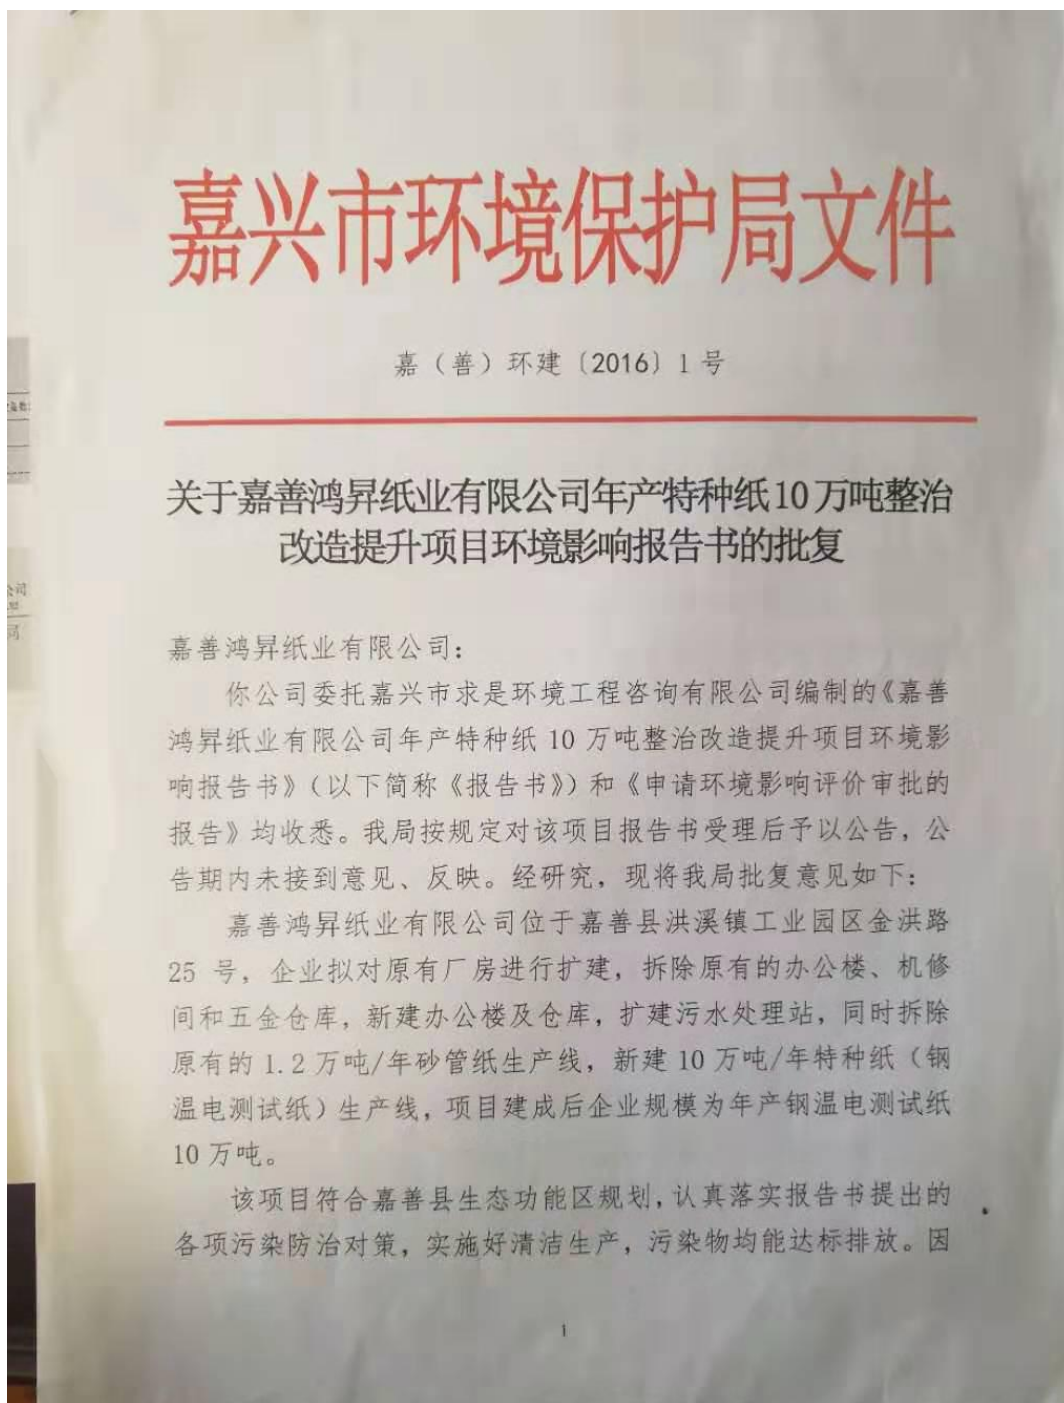 嘉兴市环境保护局文件
嘉（善）环建〔2016〕1号
关于嘉善鸿昇纸业有限公司年产特种纸10万吨整治
改造提升项目环境影响报告书的批复
嘉善鸿昇纸业有限公司：
你公司委托嘉兴市求是环境工程咨询有限公司编制的《嘉善
鸿昇纸业有限公司年产特种纸 10 万吨整治改造提升项目环境影
响报告书》（以下简称《报告书》）和《申请环境影响评价审批的
报告》均收悉。我局按规定对该项目报告书受理后予以公告，公
告期内未接到意见、反映。经研究，现将我局批复意见如下：
嘉善鸿昇纸业有限公司位于嘉善县洪溪镇工业园区金洪路
25 号，企业拟对原有厂房进行扩建，拆除原有的办公楼、机修
间和五金仓库，新建办公楼及仓库，扩建污水处理站，同时拆除
原有的 1.2 万吨/年砂管纸生产线，新建 10 万吨/年特种纸（钢
温电测试纸）生产线，项目建成后企业规模为年产钢温电测试纸
10 万吨。
该项目符合嘉善县生态功能区规划，认真落实报告书提出的
各项污染防治对策，实施好清洁生产，污染物均能达标排放。因
1
公司